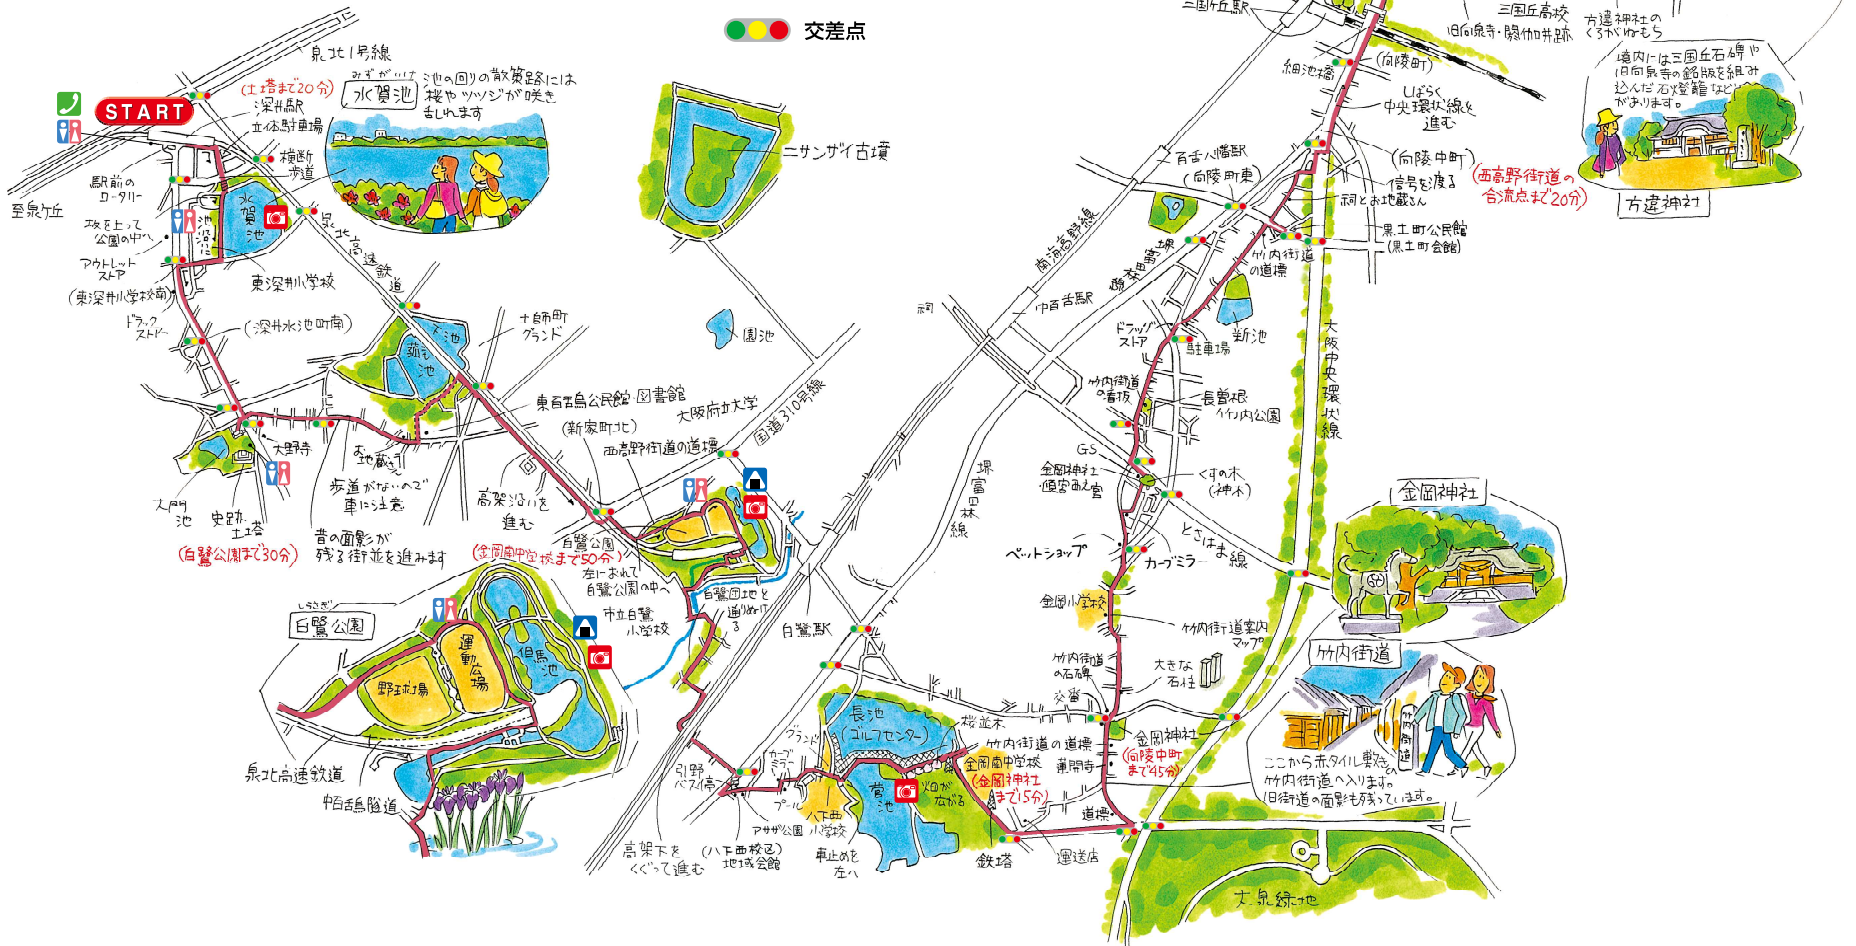 交差点
泉北1号線
START
(土塔まで20分)
深井駅
立体駐車場
横断
歩道
駅前の
ロータリー
至泉ケ丘
坂を上って
公園の中へ
アウトレット
ストア
(東深井小学校南)
ドラッグ
ストアー
水賀池
東深井小学校
(深井水池町南)
みずがいけ
水賀池
池の回りの散策路には
桜やツツジが咲き
乱れます
泉北高速鉄道
下池
菰池
土師町
グランド
大野寺
大門
池
史跡
土塔
(白鷺公園まで30分)
お地蔵さん
歩道がないので
車に注意
昔の面影が
残る街並を進みます
高架沿いを
進む
東百舌鳥公民館・図書館
(新家町北)
西高野街道の道標
大阪府立大学
国道310号線
ニサンザイ古墳
園池
白鷺公園
(金岡南中学校まで50分)
左におれて
白鷺公園の中へ
市立白鷺
小学校
白鷺団地と
通りぬける
白鷺駅
しらさぎ
白鷺公園
野球場
運動広場
但馬池
泉北高速鉄道
中百舌鳥隧道
引野
バス停
高架下を
くぐって進む
カーブ
ミラー
グランド
プール
アサザ公園
(八下西校区)
地域会館
八下西
小学校
車止めを
左へ
長池
(ゴルフセンター)
菅池
畑が
広がる
桜並木
竹内街道の道標
金岡南中学校
(金岡神社
まで15分)
蓮開寺
鉄塔
運送店
道標
大泉緑地
三国ヶ丘駅
三国丘高校
旧向泉寺・閼伽井跡
細池橋
(向陵町)
しばらく
中央環状線を
進む
(向陵中町)
信号を渡る
祠とお地蔵さん
(西高野街道の
合流点まで20分)
方違神社の
くろがねもち
境内には三国丘石碑や
旧向泉寺の銘版を組み
込んだ石燈籠など
があります。
方違神社
百舌八幡駅
(向陵町東)
黒土町公民館
(黒土町会館)
竹内街道
の道標
南海高野線
中百舌駅
祠
新池
ドラッグ
ストア
駐車場
大阪中央環状線
竹内街道
の看板
長曽根
竹内公園
GS
金岡神社
・頓宮あえ宮
くすの木
(神木)
ときはま線
ペットショップ
カーブミラー
堺富田林線
金岡小学校
竹内街道案内
マップ
竹内街道
の石碑
大きな
石柱
交番
金岡神社
(向陵中町
まで45分)
金岡神社
竹内街道
ここから赤タイル敷きの
竹内街道へ入ります。
旧街道の面影も残っています。